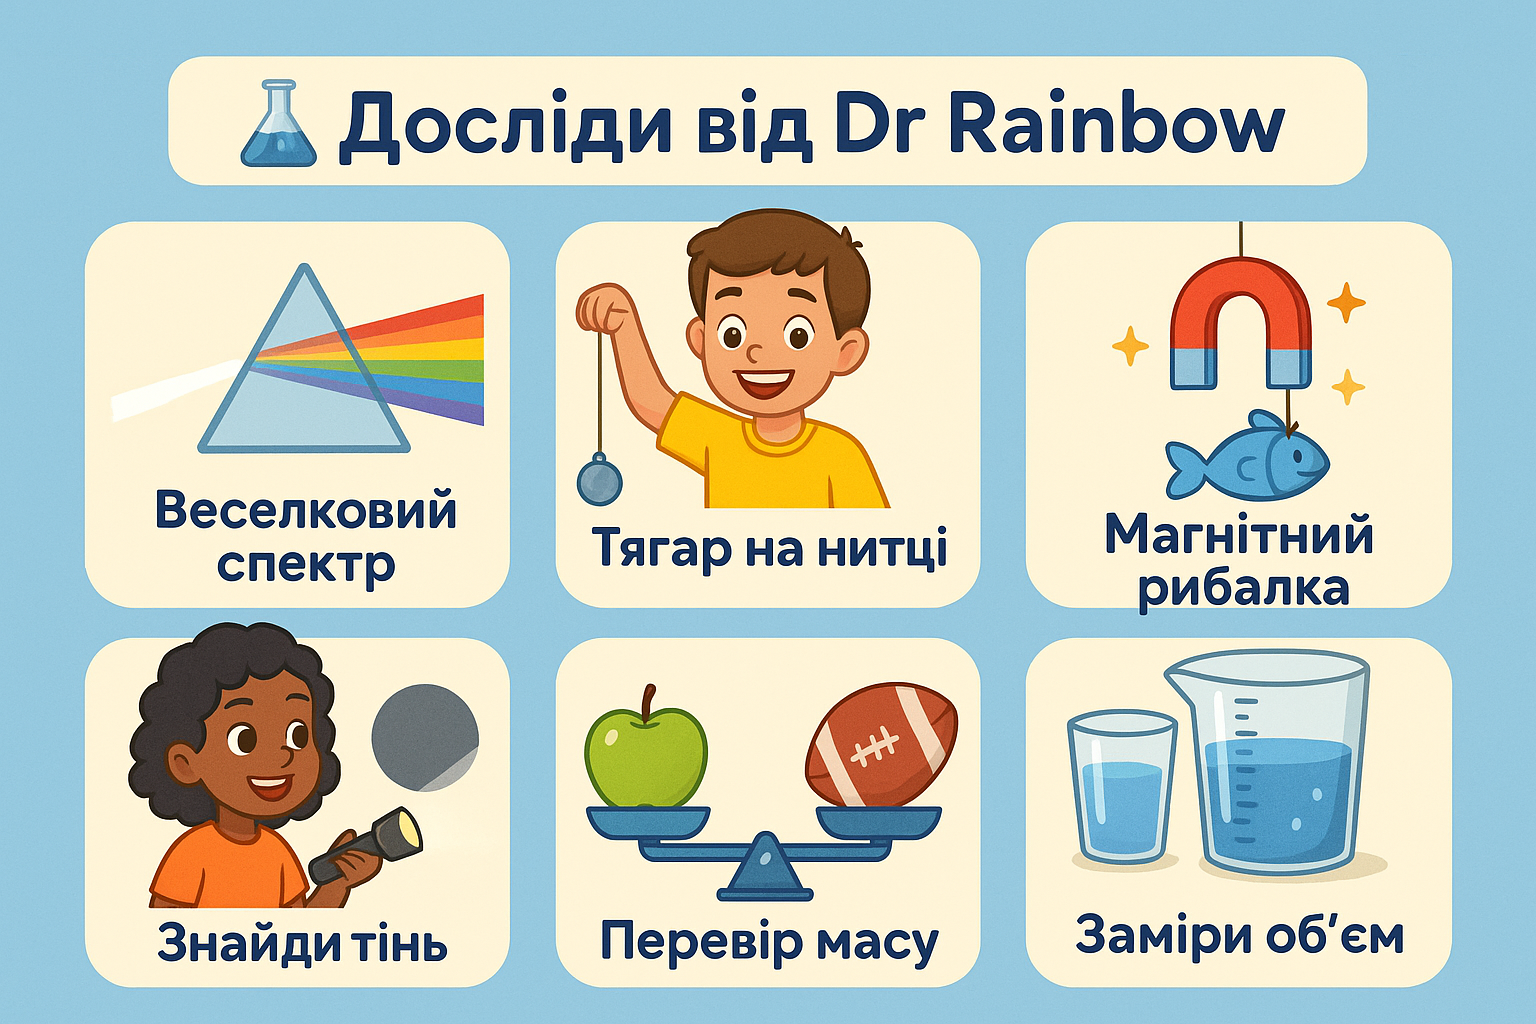 Досліди від Dr Rainbow
Веселковий
спектр
Тягар на нитці
Магнітний
рибалка
Знайди тінь
Перевір масу
Заміри об’єм